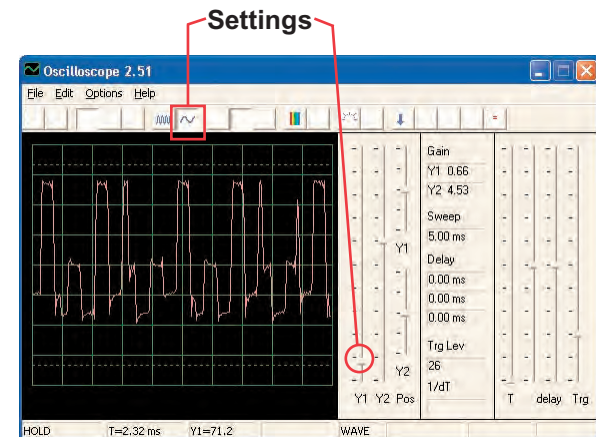 Settings
Oscilloscope 2.51
File Edit Options Help
Gain
Y1 0.66
Y2 4.53
Sweep
5.00 ms
Delay
0.00 ms
0.00 ms
0.00 ms
Trg Lev
26
1/dT
Y1
Y2
Y1 Y2 Pos
T delay Trg
HOLD T=2.32 ms Y1=71.2 WAVE